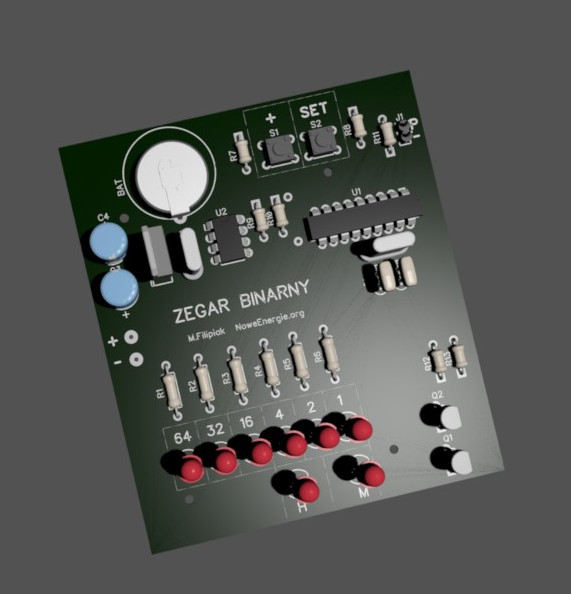 + SET
S1 S2
R7 R8 R11 J1
BAT
U1
C4 U2 R9 R10
+
ZEGAR BINARNY
M.Filipiak NoweEnergie.org
+
-
R1 R2 R3 R4 R5 R6
R12 R13
64 32 16 4 2 1
Q2
Q1
H M